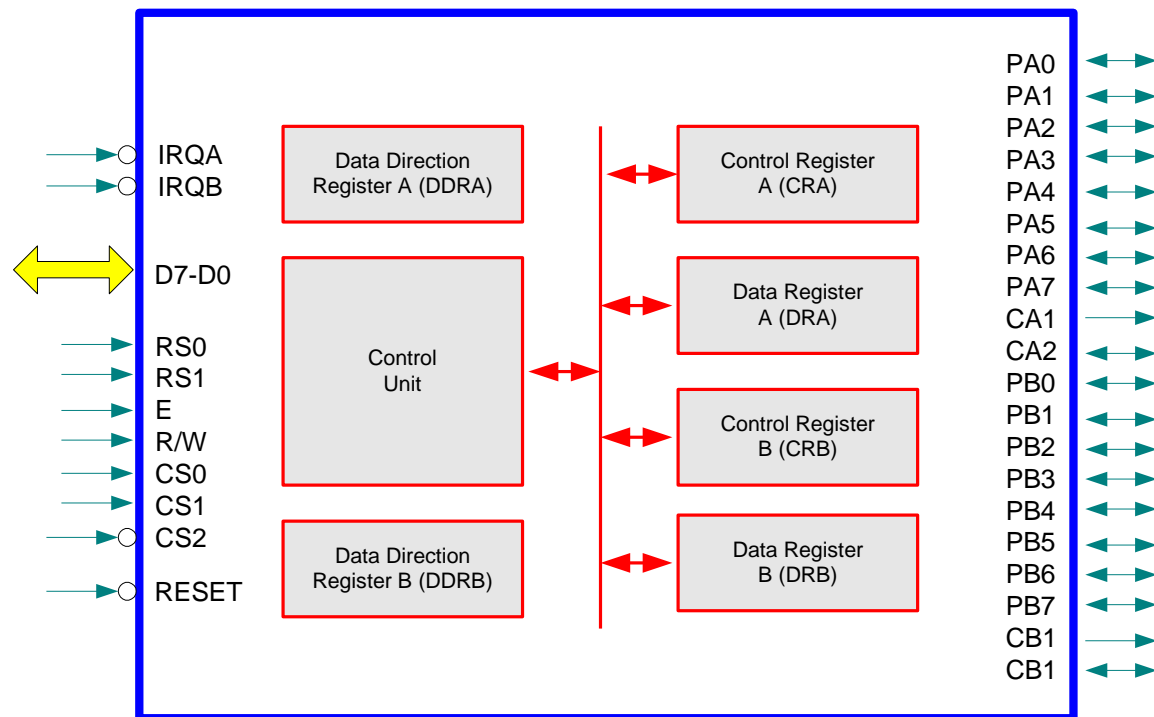 IRQA
IRQB
D7-D0
RS0
RS1
E
R/W
CS0
CS1
CS2
RESET
Data Direction
Register A (DDRA)
Control
Unit
Data Direction
Register B (DDRB)
Control Register
A (CRA)
Data Register
A (DRA)
Control Register
B (CRB)
Data Register
B (DRB)
PA0
PA1
PA2
PA3
PA4
PA5
PA6
PA7
CA1
CA2
PB0
PB1
PB2
PB3
PB4
PB5
PB6
PB7
CB1
CB1